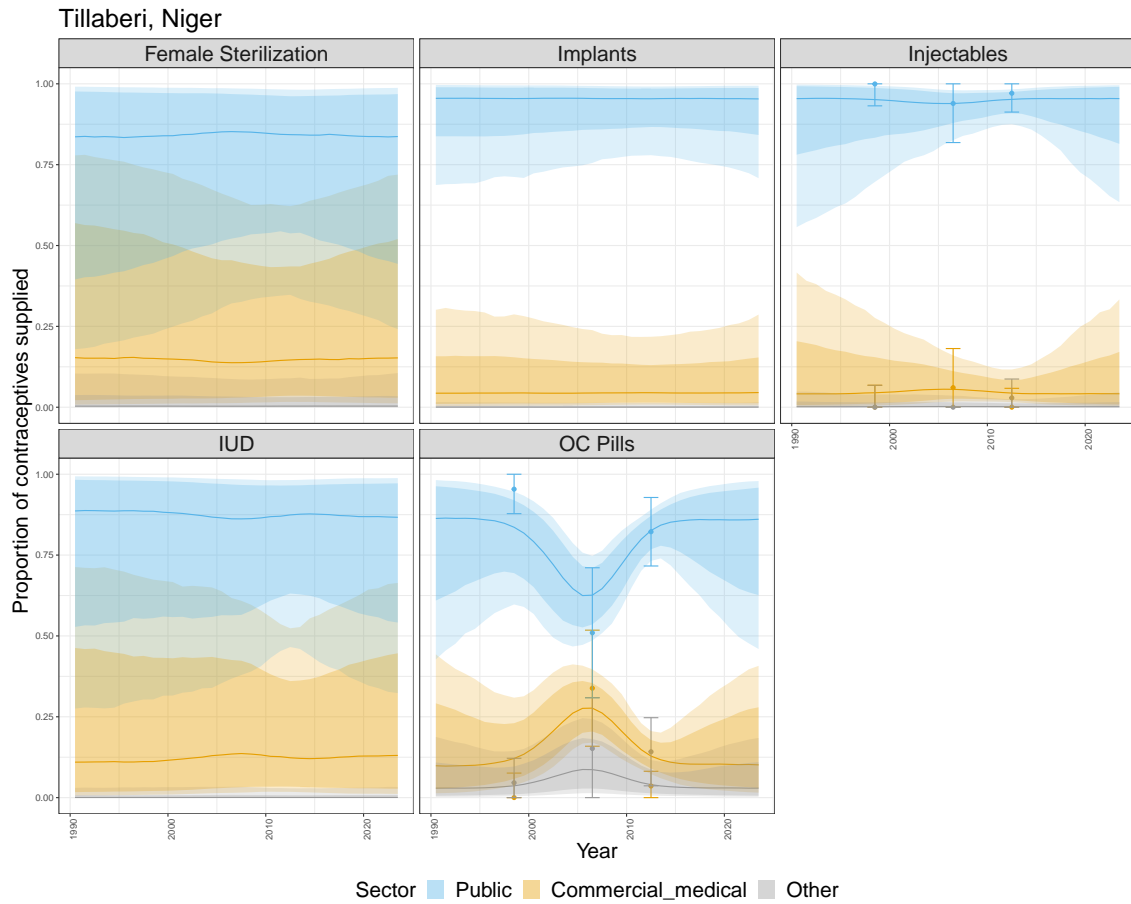 Tillaberi, Niger
Female Sterilization
Implants
Injectables
1.00
0.75
0.50
0.25
0.00
1990
2000
2010
2020
IUD
OC Pills
1.00
0.75
0.50
0.25
0.00
1990
2000
2010
2020
1990
2000
2010
2020
Proportion of contraceptives supplied
Year
Sector Public Commercial_medical Other